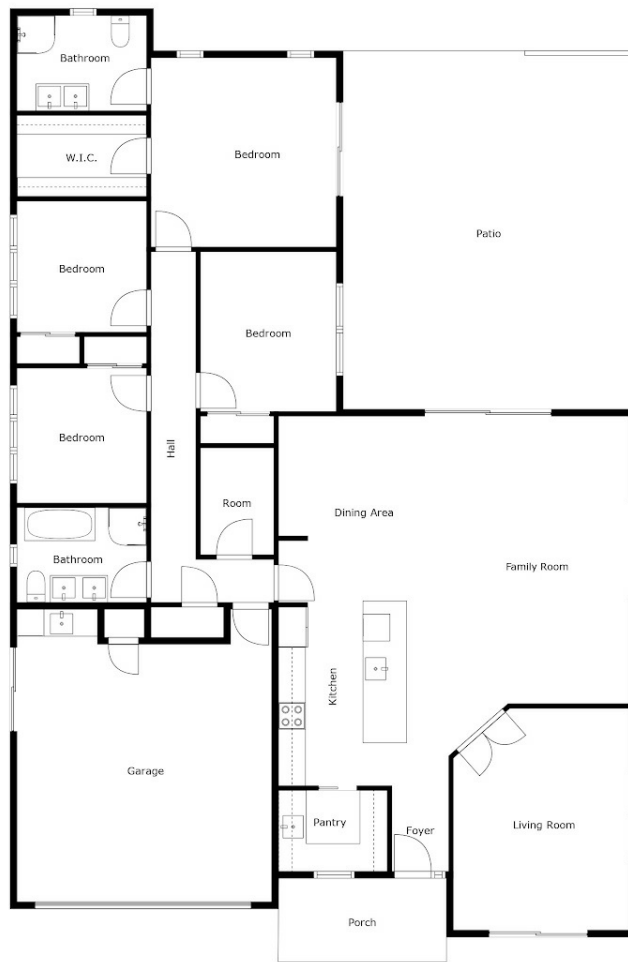 Bathroom
W.I.C.
Bedroom
Patio
Bedroom
Bedroom
Bedroom
Hall
Room
Dining Area
Family Room
Bathroom
Kitchen
Garage
Pantry
Foyer
Living Room
Porch